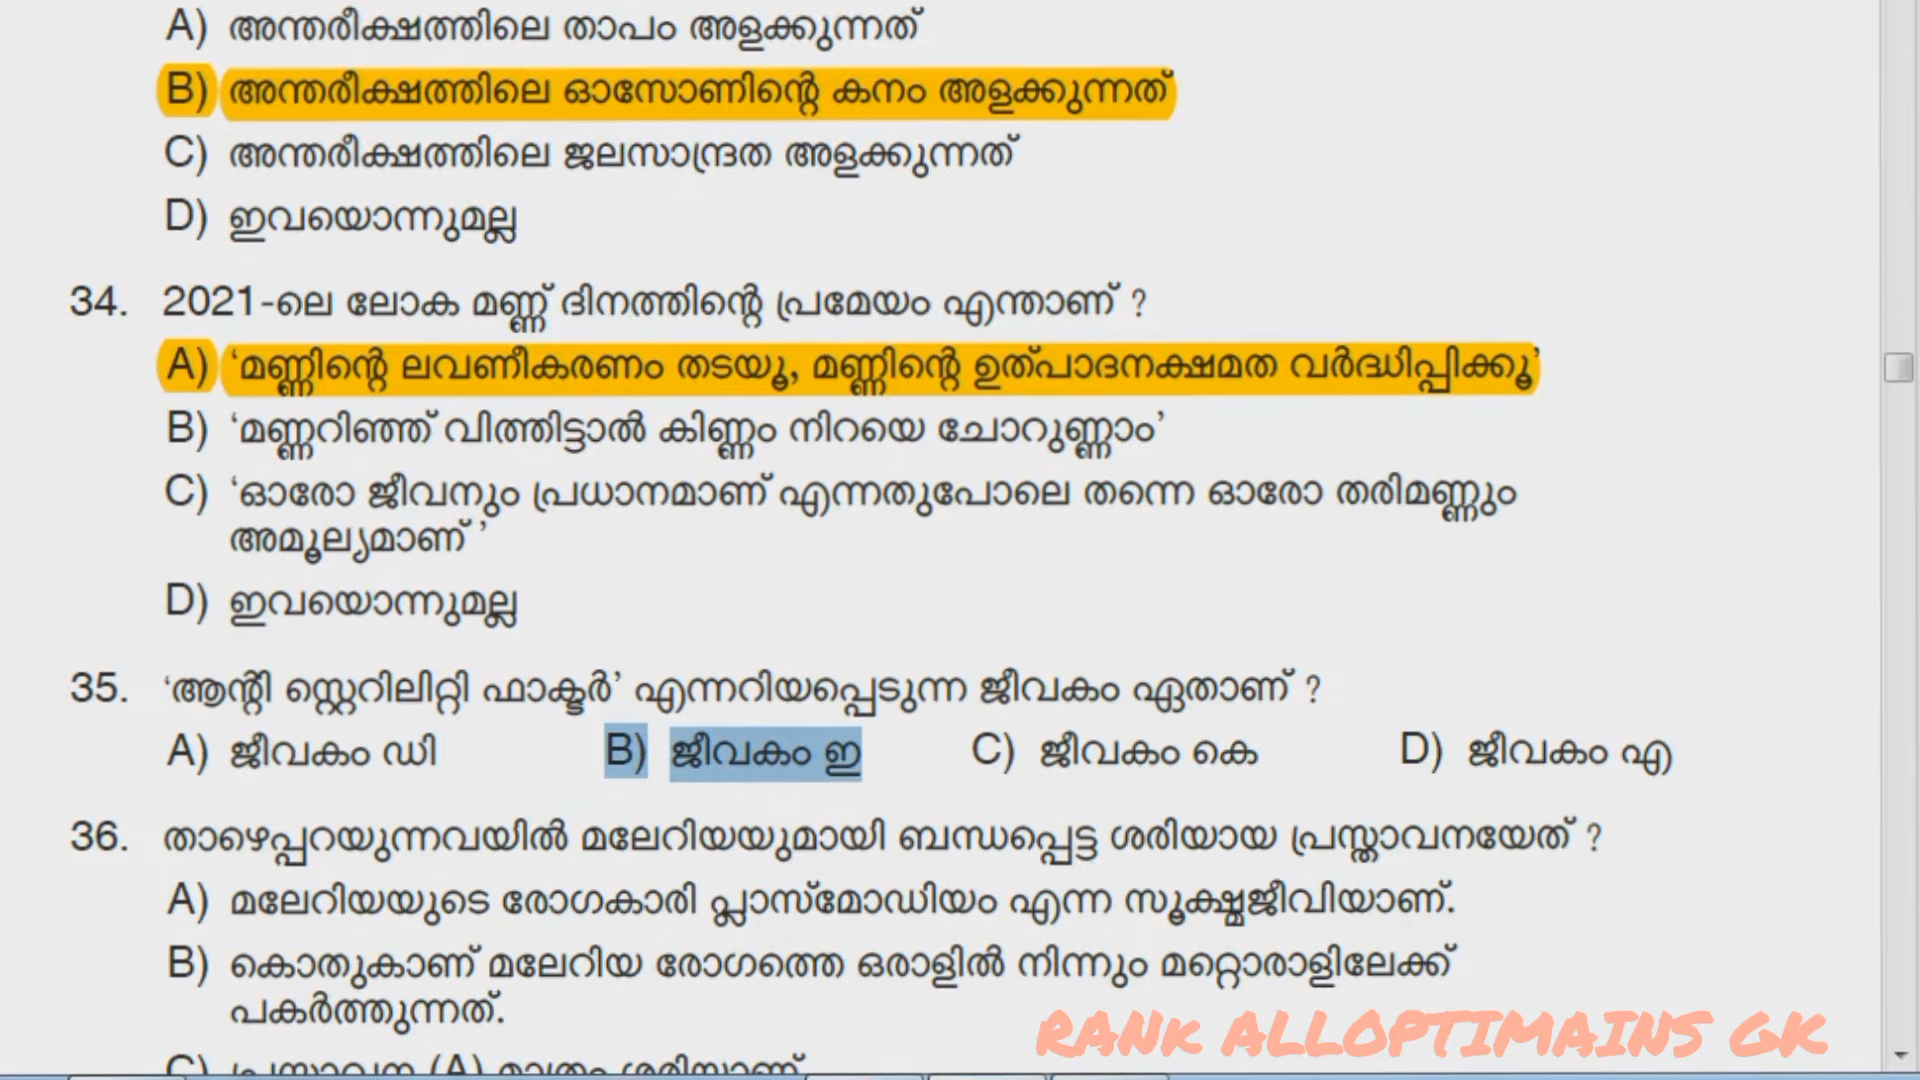 A) അന്തരീക്ഷത്തിലെ താപം അളക്കുന്നത്
B) അന്തരീക്ഷത്തിലെ ഓസോണിന്റെ കനം അളക്കുന്നത്
C) അന്തരീക്ഷത്തിലെ ജലസാന്ദ്രത അളക്കുന്നത്
D) ഇവയൊന്നുമല്ല
34. 2021-ലെ ലോക മണ്ണ് ദിനത്തിന്റെ പ്രമേയം എന്താണ് ?
A) ‘മണ്ണിന്റെ ലവണീകരണം തടയൂ, മണ്ണിന്റെ ഉത്പാദനക്ഷമത വർദ്ധിപ്പിക്കൂ’
B) ‘മണ്ണറിഞ്ഞ് വിത്തിട്ടാൽ കിണ്ണം നിറയെ ചോറുണ്ണാം’
C) ‘ഓരോ ജീവനും പ്രധാനമാണ് എന്നതുപോലെ തന്നെ ഓരോ തരിമണ്ണും
അമൂല്യമാണ് ’
D) ഇവയൊന്നുമല്ല
35. ‘ആന്റി സ്റ്റെറിലിറ്റി ഫാക്ടർ’ എന്നറിയപ്പെടുന്ന ജീവകം ഏതാണ് ?
A) ജീവകം ഡി B) ജീവകം ഇ C) ജീവകം കെ D) ജീവകം എ
36. താഴെപ്പറയുന്നവയിൽ മലേറിയയുമായി ബന്ധപ്പെട്ട ശരിയായ പ്രസ്താവനയേത് ?
A) മലേറിയയുടെ രോഗകാരി പ്ലാസ്മോഡിയം എന്ന സൂക്ഷ്മജീവിയാണ്.
B) കൊതുകാണ് മലേറിയ രോഗത്തെ ഒരാളിൽ നിന്നും മറ്റൊരാളിലേക്ക്
പകർത്തുന്നത്.
RANK ALLOPTIMAINS GK
C) പ്രസ്താവന (A) മാത്രം ശരിയാണ്